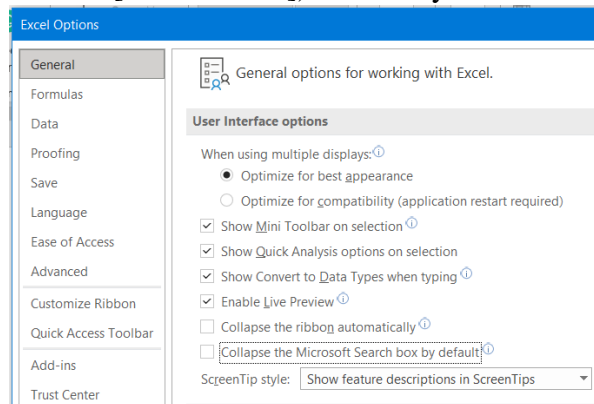 Excel Options
General
Formulas
Data
Proofing
Save
Language
Ease of Access
Advanced
Customize Ribbon
Quick Access Toolbar
Add-ins
Trust Center
General options for working with Excel.
User Interface options
When using multiple displays:
Optimize for best appearance
Optimize for compatibility (application restart required)
Show Mini Toolbar on selection
Show Quick Analysis options on selection
Show Convert to Data Types when typing
Enable Live Preview
Collapse the ribbon automatically
Collapse the Microsoft Search box by default
ScreenTip style: Show feature descriptions in ScreenTips